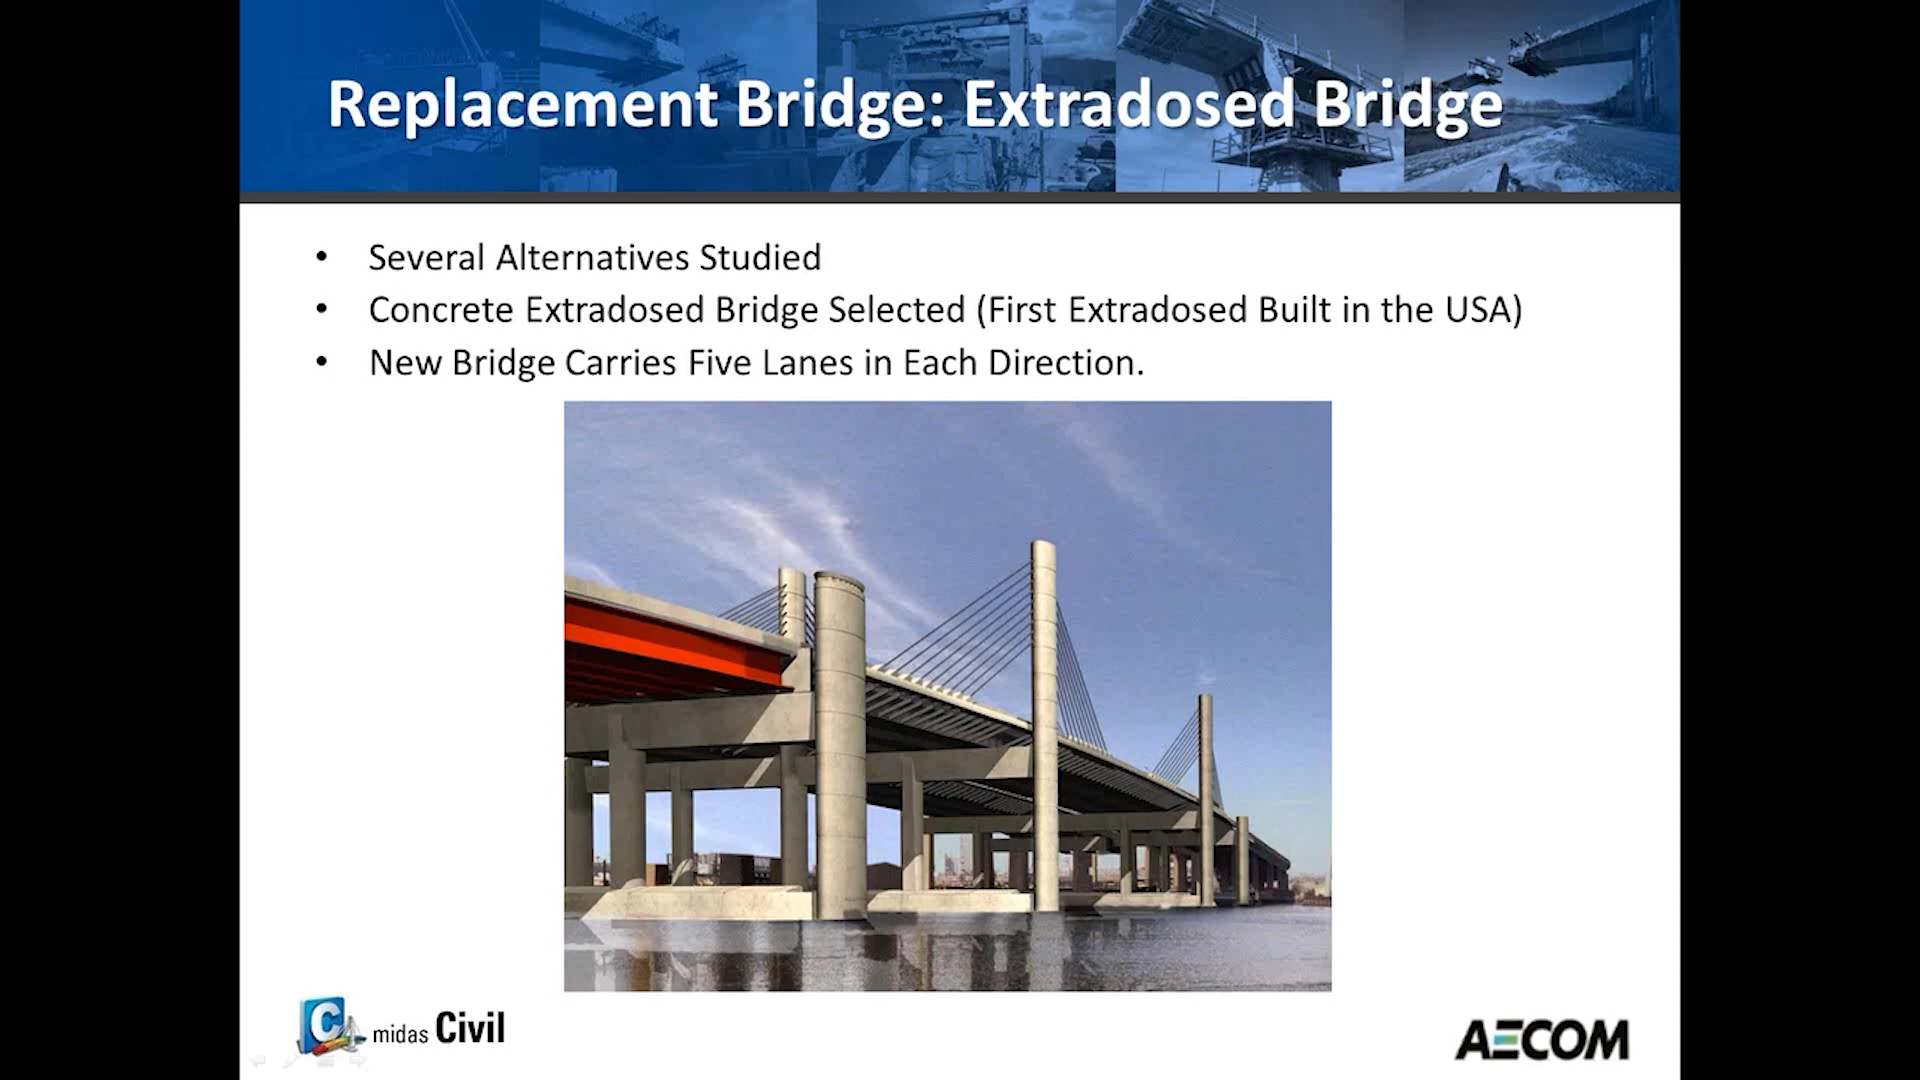 Replacement Bridge: Extradosed Bridge
• Several Alternatives Studied
• Concrete Extradosed Bridge Selected (First Extradosed Built in the USA)
• New Bridge Carries Five Lanes in Each Direction.
C midas Civil
AECOM